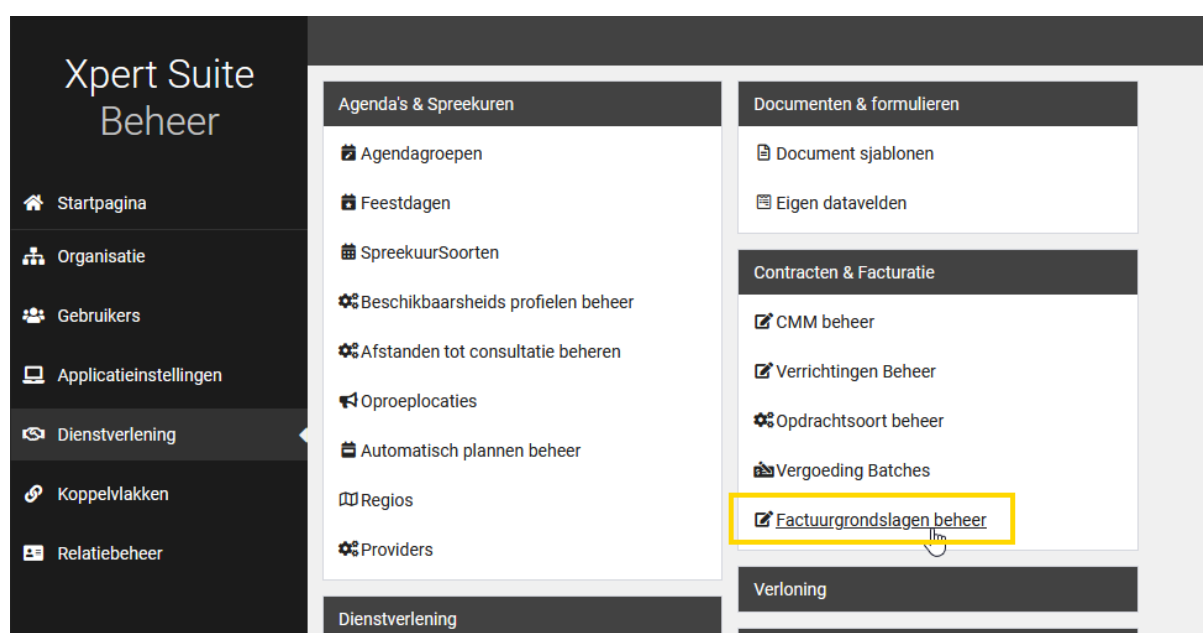 Xpert Suite
Beheer
Startpagina
Organisatie
Gebruikers
Applicatieinstellingen
Dienstverlening
Koppelvlakken
Relatiebeheer
Agenda's & Spreekuren
Agendagroepen
Feestdagen
SpreekuurSoorten
Beschikbaarsheids profielen beheer
Afstanden tot consultatie beheren
Oproeplocaties
Automatisch plannen beheer
Regios
Providers
Dienstverlening
Documenten & formulieren
Document sjablonen
Eigen datavelden
Contracten & Facturatie
CMM beheer
Verrichtingen Beheer
Opdrachtsoort beheer
Vergoeding Batches
Factuurgrondslagen beheer
Verloning